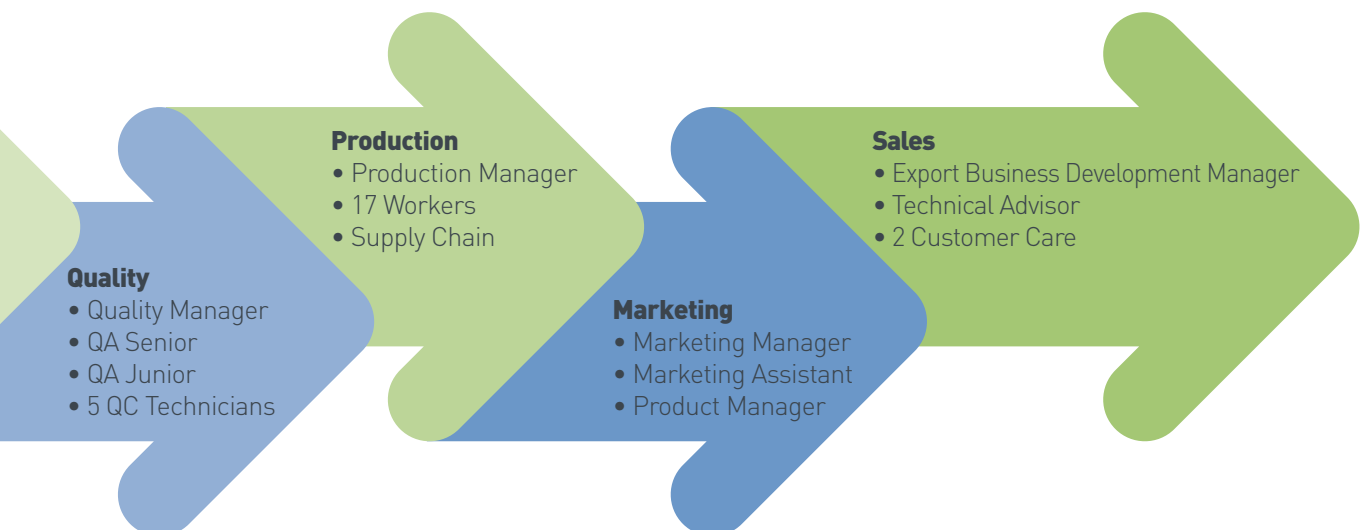 Quality
• Quality Manager
• QA Senior
• QA Junior
• 5 QC Technicians
Production
• Production Manager
• 17 Workers
• Supply Chain
Marketing
• Marketing Manager
• Marketing Assistant
• Product Manager
Sales
• Export Business Development Manager
• Technical Advisor
• 2 Customer Care